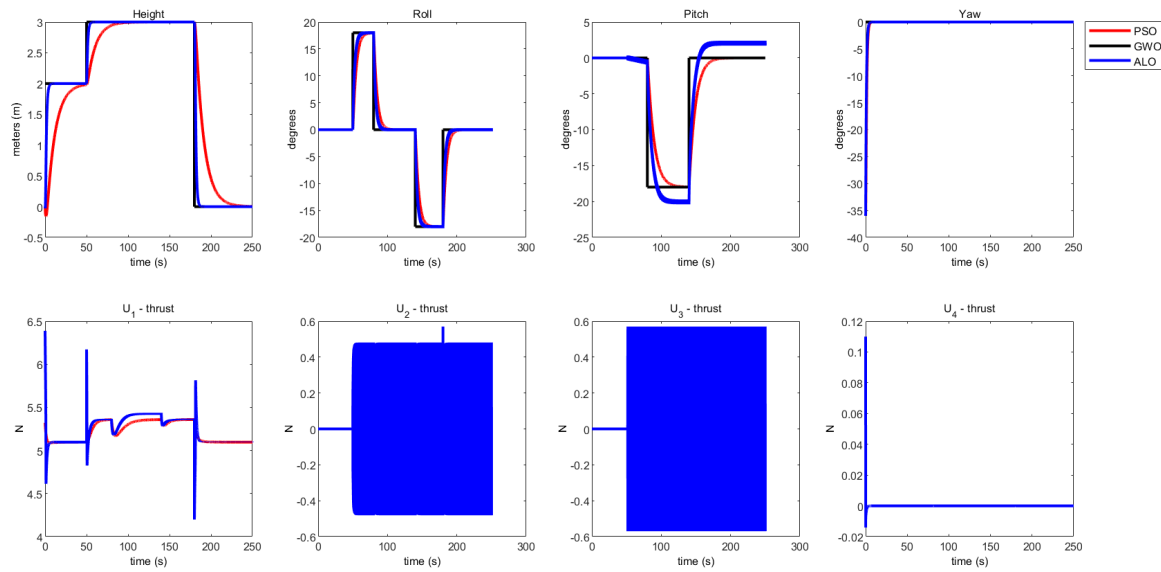 Height
3
2.5
2
1.5
1
0.5
0
-0.5
meters (m)
0 50 100 150 200 250
time (s)
Roll
20
15
10
5
0
-5
-10
-15
-20
degrees
0 100 200 300
time (s)
Pitch
5
0
-5
-10
-15
-20
-25
degrees
0 100 200 300
time (s)
Yaw
0
-5
-10
-15
-20
-25
-30
-35
-40
degrees
0 50 100 150 200 250
time (s)
PSO
GWO
ALO
U1 - thrust
6.5
6
5.5
5
4.5
4
N
0 50 100 150 200 250
time (s)
U2 - thrust
0.6
0.4
0.2
0
-0.2
-0.4
-0.6
N
0 100 200 300
time (s)
U3 - thrust
0.6
0.4
0.2
0
-0.2
-0.4
-0.6
N
0 100 200 300
time (s)
U4 - thrust
0.12
0.1
0.08
0.06
0.04
0.02
0
-0.02
N
0 50 100 150 200 250
time (s)